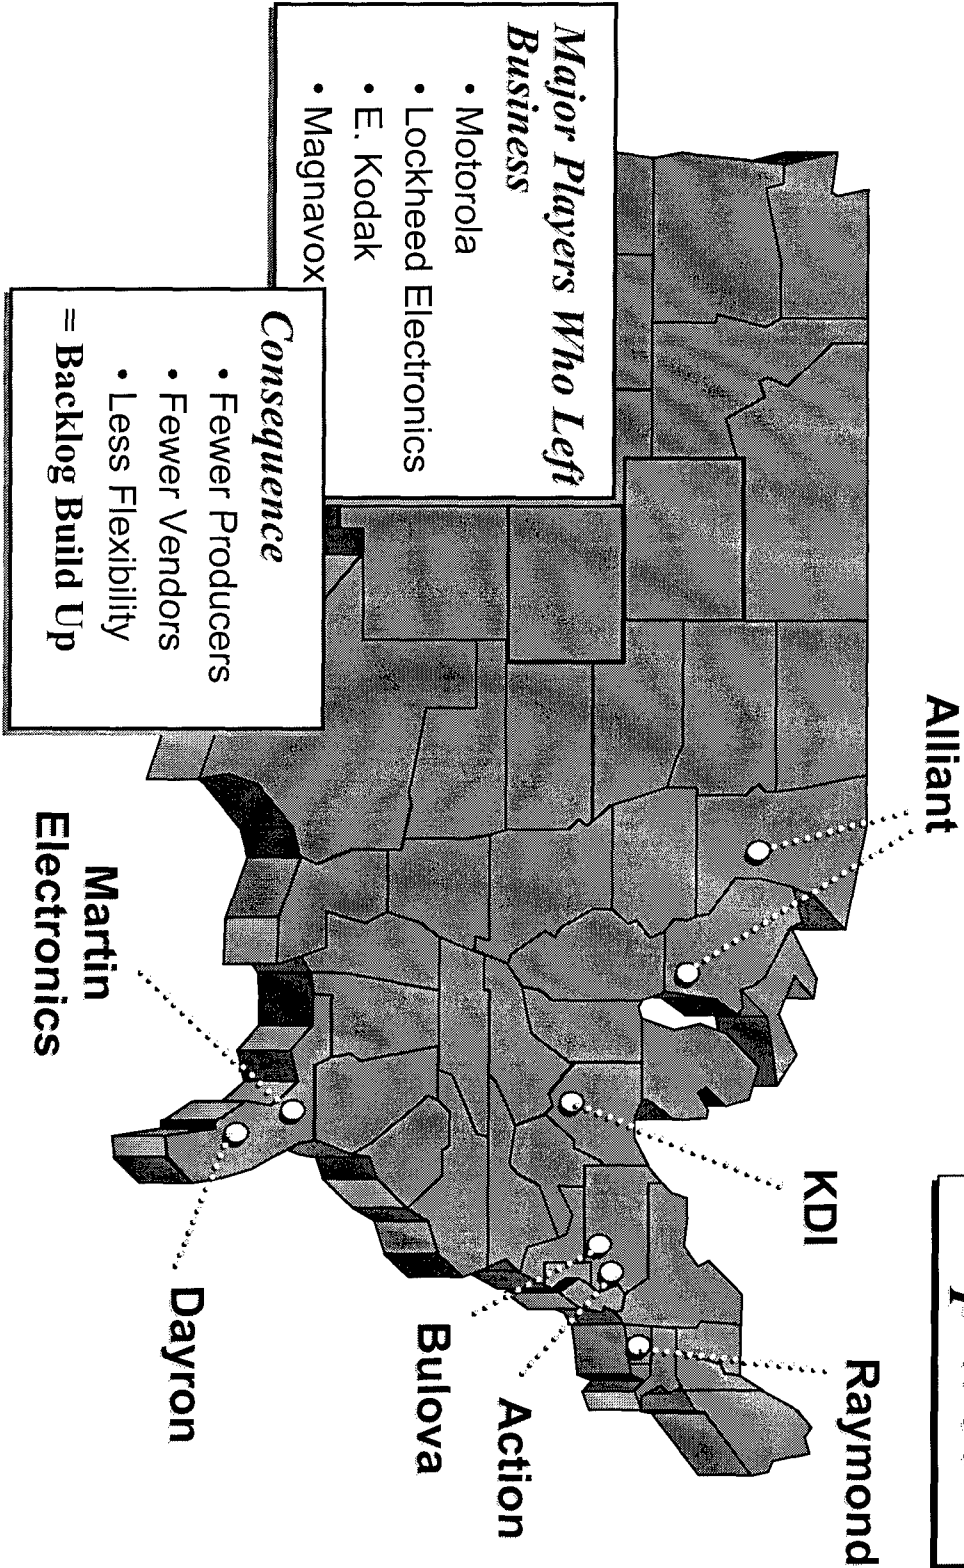 Alliant
KDI
Raymond
Major Players Who Left
Business
• Motorola
• Lockheed Electronics
• E. Kodak
• Magnavox
Consequence
• Fewer Producers
• Fewer Vendors
• Less Flexibility
= Backlog Build Up
Action
Bulova
Dayron
Martin
Electronics